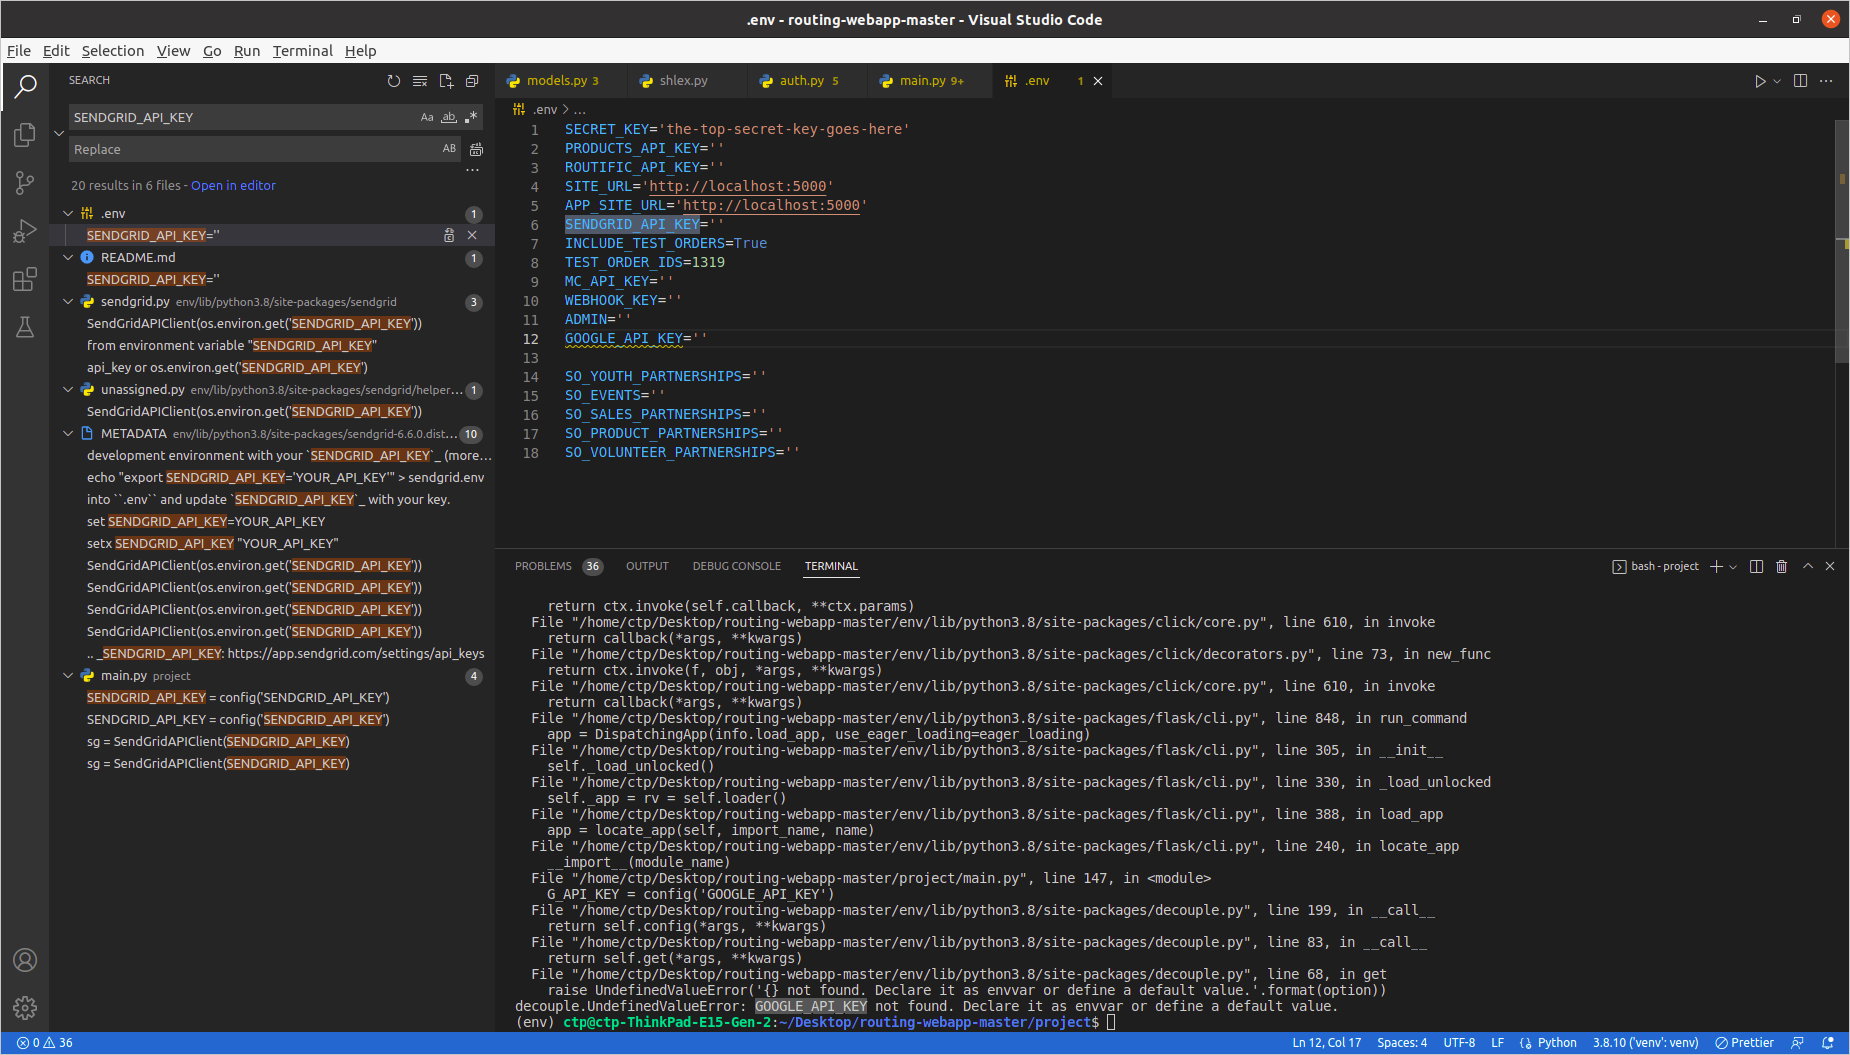 .env - routing-webapp-master - Visual Studio Code
File Edit Selection View Go Run Terminal Help
SEARCH
SENDGRID_API_KEY
Aa ab .*
Replace
AB
20 results in 6 files - Open in editor
.env 1
SENDGRID_API_KEY=''
README.md 1
SENDGRID_API_KEY=''
sendgrid.py env/lib/python3.8/site-packages/sendgrid 3
SendGridAPIClient(os.environ.get('SENDGRID_API_KEY'))
from environment variable "SENDGRID_API_KEY"
api_key or os.environ.get('SENDGRID_API_KEY')
unassigned.py env/lib/python3.8/site-packages/sendgrid/helper... 1
SendGridAPIClient(os.environ.get('SENDGRID_API_KEY'))
METADATA env/lib/python3.8/site-packages/sendgrid-6.6.0.dist... 10
development environment with your `SENDGRID_API_KEY`_ (more...
echo "export SENDGRID_API_KEY='YOUR_API_KEY'" > sendgrid.env
into ``.env`` and update `SENDGRID_API_KEY`_ with your key.
set SENDGRID_API_KEY=YOUR_API_KEY
setx SENDGRID_API_KEY "YOUR_API_KEY"
SendGridAPIClient(os.environ.get('SENDGRID_API_KEY'))
SendGridAPIClient(os.environ.get('SENDGRID_API_KEY'))
SendGridAPIClient(os.environ.get('SENDGRID_API_KEY'))
SendGridAPIClient(os.environ.get('SENDGRID_API_KEY'))
.. _SENDGRID_API_KEY: https://app.sendgrid.com/settings/api_keys
main.py project 4
SENDGRID_API_KEY = config('SENDGRID_API_KEY')
SENDGRID_API_KEY = config('SENDGRID_API_KEY')
sg = SendGridAPIClient(SENDGRID_API_KEY)
sg = SendGridAPIClient(SENDGRID_API_KEY)
models.py 3 shlex.py auth.py 5 main.py 9+ .env 1
.env > ...
1 SECRET_KEY='the-top-secret-key-goes-here'
2 PRODUCTS_API_KEY=''
3 ROUTIFIC_API_KEY=''
4 SITE_URL='http://localhost:5000'
5 APP_SITE_URL='http://localhost:5000'
6 SENDGRID_API_KEY=''
7 INCLUDE_TEST_ORDERS=True
8 TEST_ORDER_IDS=1319
9 MC_API_KEY=''
10 WEBHOOK_KEY=''
11 ADMIN=''
12 GOOGLE_API_KEY=''
13
14 SO_YOUTH_PARTNERSHIPS=''
15 SO_EVENTS=''
16 SO_SALES_PARTNERSHIPS=''
17 SO_PRODUCT_PARTNERSHIPS=''
18 SO_VOLUNTEER_PARTNERSHIPS=''
PROBLEMS 36 OUTPUT DEBUG CONSOLE TERMINAL bash - project
return ctx.invoke(self.callback, **ctx.params)
File "/home/ctp/Desktop/routing-webapp-master/env/lib/python3.8/site-packages/click/core.py", line 610, in invoke
return callback(*args, **kwargs)
File "/home/ctp/Desktop/routing-webapp-master/env/lib/python3.8/site-packages/click/decorators.py", line 73, in new_func
return ctx.invoke(f, obj, *args, **kwargs)
File "/home/ctp/Desktop/routing-webapp-master/env/lib/python3.8/site-packages/click/core.py", line 610, in invoke
return callback(*args, **kwargs)
File "/home/ctp/Desktop/routing-webapp-master/env/lib/python3.8/site-packages/flask/cli.py", line 848, in run_command
app = DispatchingApp(info.load_app, use_eager_loading=eager_loading)
File "/home/ctp/Desktop/routing-webapp-master/env/lib/python3.8/site-packages/flask/cli.py", line 305, in __init__
self._load_unlocked()
File "/home/ctp/Desktop/routing-webapp-master/env/lib/python3.8/site-packages/flask/cli.py", line 330, in _load_unlocked
self._app = rv = self.loader()
File "/home/ctp/Desktop/routing-webapp-master/env/lib/python3.8/site-packages/flask/cli.py", line 388, in load_app
app = locate_app(self, import_name, name)
File "/home/ctp/Desktop/routing-webapp-master/env/lib/python3.8/site-packages/flask/cli.py", line 240, in locate_app
__import__(module_name)
File "/home/ctp/Desktop/routing-webapp-master/project/main.py", line 147, in <module>
G_API_KEY = config('GOOGLE_API_KEY')
File "/home/ctp/Desktop/routing-webapp-master/env/lib/python3.8/site-packages/decouple.py", line 199, in __call__
return self.config(*args, **kwargs)
File "/home/ctp/Desktop/routing-webapp-master/env/lib/python3.8/site-packages/decouple.py", line 83, in __call__
return self.get(*args, **kwargs)
File "/home/ctp/Desktop/routing-webapp-master/env/lib/python3.8/site-packages/decouple.py", line 68, in get
raise UndefinedValueError('{} not found. Declare it as envvar or define a default value.'.format(option))
decouple.UndefinedValueError: GOOGLE_API_KEY not found. Declare it as envvar or define a default value.
(env) ctp@ctp-ThinkPad-E15-Gen-2:~/Desktop/routing-webapp-master/project$
0 36 Ln 12, Col 17 Spaces: 4 UTF-8 LF Python 3.8.10 ('venv': venv) Prettier